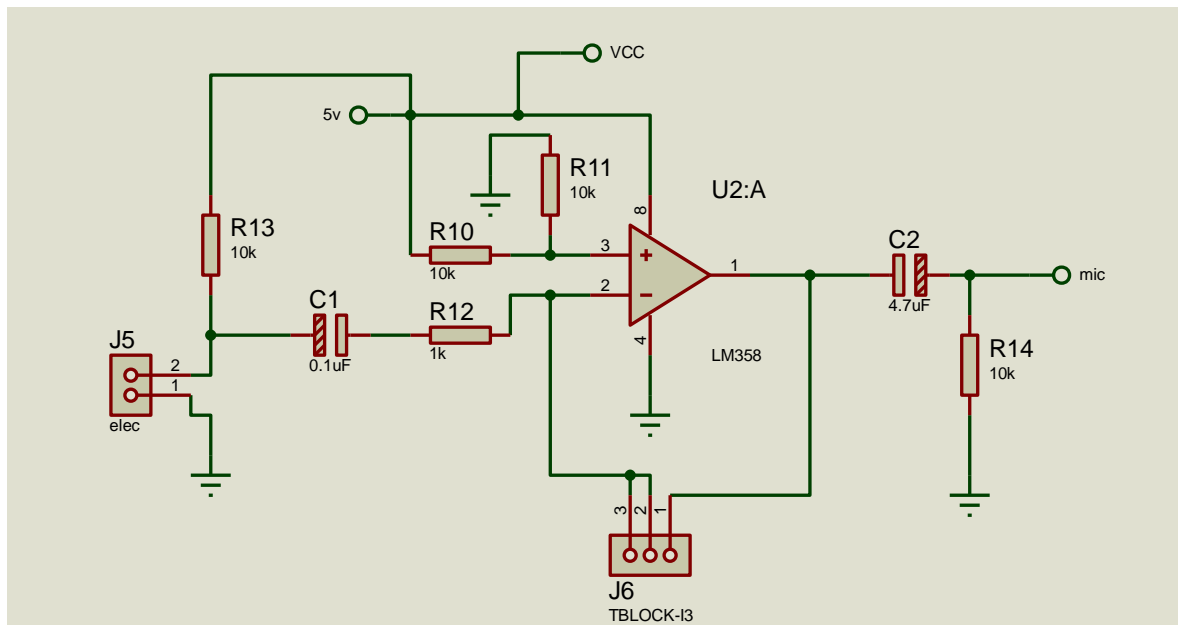 VCC
5v
R11
10k
U2:A
8
R13
10k
R10
10k
3
+
1
C2
4.7uF
mic
2
−
C1
0.1uF
R12
1k
4
LM358
R14
10k
J5
2
1
elec
3
2
1
J6
TBLOCK-I3